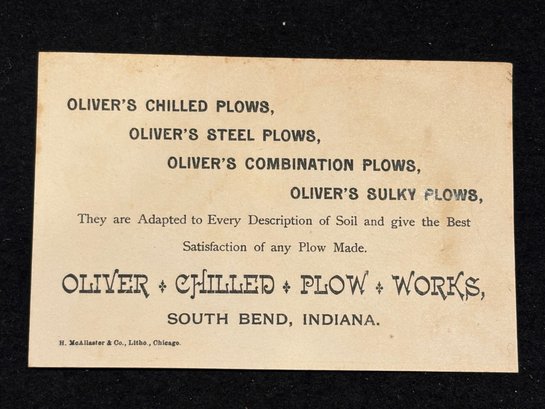 OLIVER'S CHILLED PLOWS,
OLIVER'S STEEL PLOWS,
OLIVER'S COMBINATION PLOWS,
OLIVER'S SULKY PLOWS,
They are Adapted to Every Description of Soil and give the Best
Satisfaction of any Plow Made.
OLIVER CHILLED PLOW WORKS,
SOUTH BEND, INDIANA.
H. McAllaster & Co., Litho., Chicago.